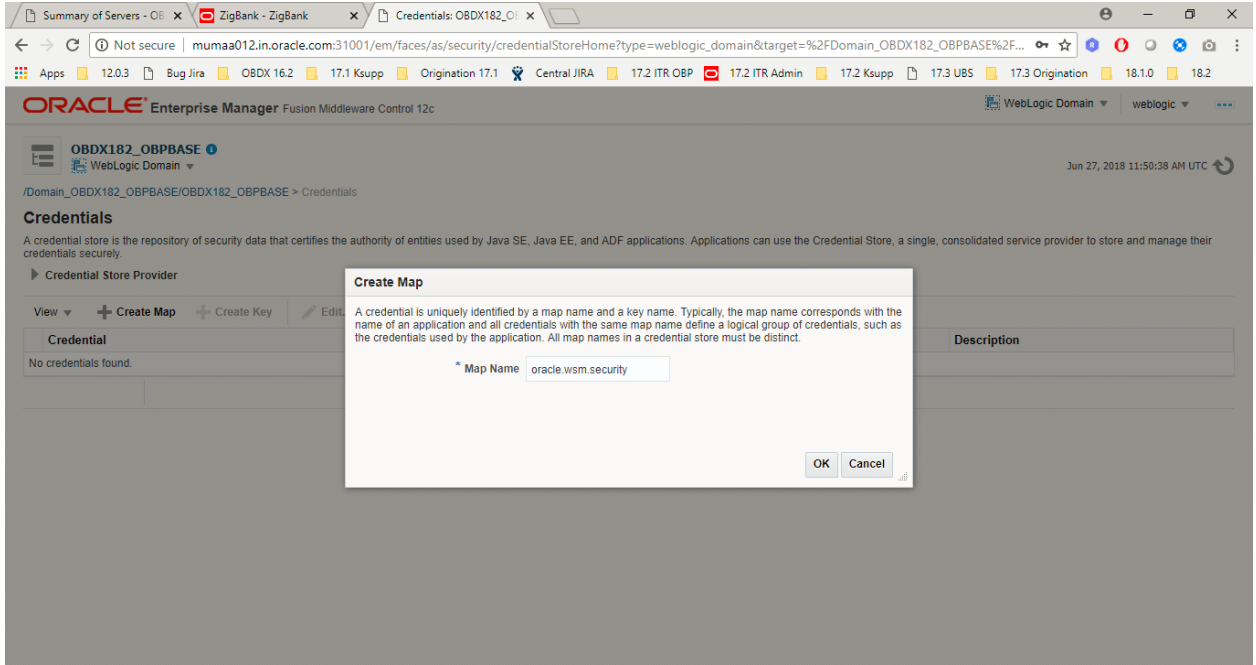 Summary of Servers - OB
ZigBank - ZigBank
Credentials: OBDX182_OB
Not secure | mumaa012.in.oracle.com:31001/em/faces/as/security/credentialStoreHome?type=weblogic_domain&target=%2FDomain_OBDX182_OBPBASE%2F...
Apps 12.0.3 Bug Jira OBDX 16.2 17.1 Ksupp Origination 17.1 Central JIRA 17.2 ITR OBP 17.2 ITR Admin 17.2 Ksupp 17.3 UBS 17.3 Origination 18.1.0 18.2
ORACLE Enterprise Manager Fusion Middleware Control 12c
WebLogic Domain weblogic
OBDX182_OBPBASE
WebLogic Domain
Jun 27, 2018 11:50:38 AM UTC
/Domain_OBDX182_OBPBASE/OBDX182_OBPBASE > Credentials
Credentials
A credential store is the repository of security data that certifies the authority of entities used by Java SE, Java EE, and ADF applications. Applications can use the Credential Store, a single, consolidated service provider to store and manage their
credentials securely.
Credential Store Provider
View Create Map Create Key Edit.
Credential Description
No credentials found.
Create Map
A credential is uniquely identified by a map name and a key name. Typically, the map name corresponds with the
name of an application and all credentials with the same map name define a logical group of credentials, such as
the credentials used by the application. All map names in a credential store must be distinct.
* Map Name oracle.wsm.security
OK Cancel